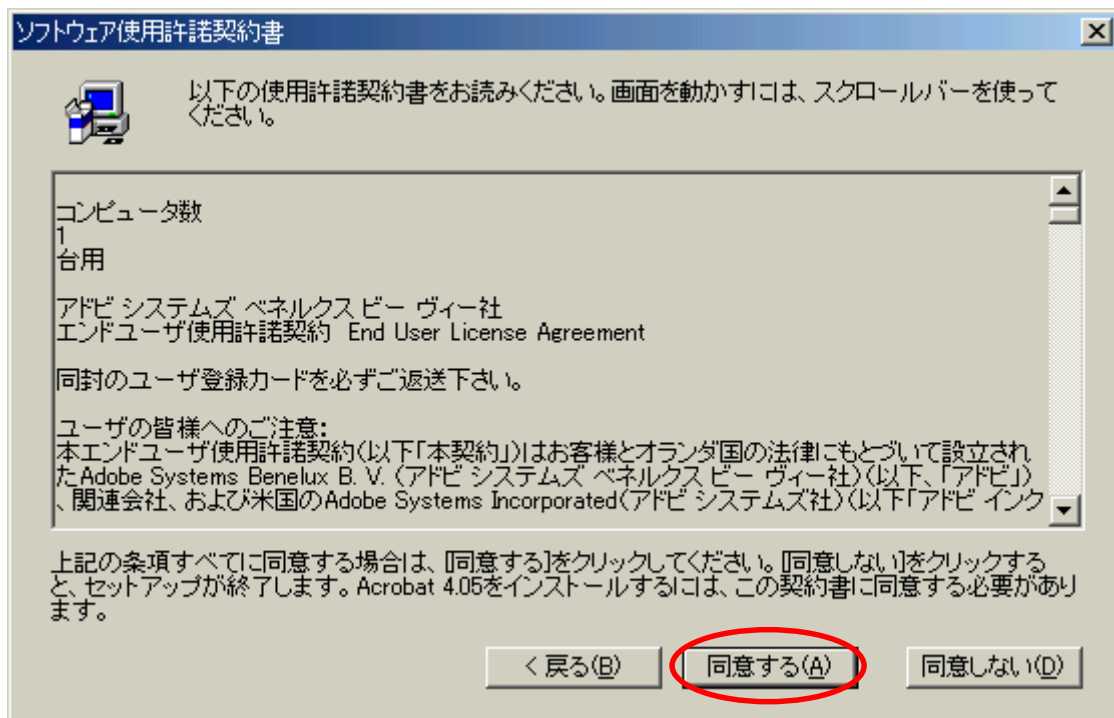 ソフトウェア使用許諾契約書
以下の使用許諾契約書をお読みください。画面を動かすには、スクロールバーを使って
ください。
コンピュータ数
1
台用
アドビ システムズ ベネルクス ビー ヴィー社
エンドユーザ使用許諾契約 End User License Agreement
同封のユーザ登録カードを必ずご返送下さい。
ユーザの皆様へのご注意:
本エンドユーザ使用許諾契約(以下「本契約」)はお客様とオランダ国の法律にもとづいて設立され
たAdobe Systems Benelux B. V. (アドビ システムズ ベネルクス ビー ヴィー社)(以下、「アドビ」)
、関連会社、および米国のAdobe Systems Incorporated(アドビ システムズ社)(以下「アドビ インク
上記の条項すべてに同意する場合は、[同意する]をクリックしてください。[同意しない]をクリックする
と、セットアップが終了します。Acrobat 4.05をインストールするには、この契約書に同意する必要があり
ます。
< 戻る(B)
同意する(A)
同意しない(D)